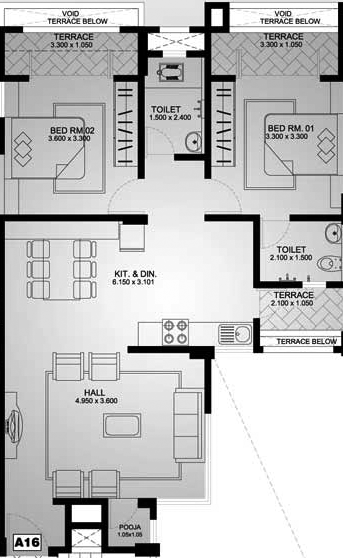 VOID
TERRACE BELOW
VOID
TERRACE BELOW
TERRACE
3.300 x 1.050
TERRACE
3.300 x 1.050
TOILET
1.500 x 2.400
BED RM 02
3.600 x 3.300
BED RM. 01
3.300 x 3.300
TOILET
2.100 x 1.500
KIT. & DIN.
6.150 x 3.101
TERRACE
2.100 x 1.050
TERRACE BELOW
HALL
4.950 x 3.600
POOJA
1.05x1.05
A16